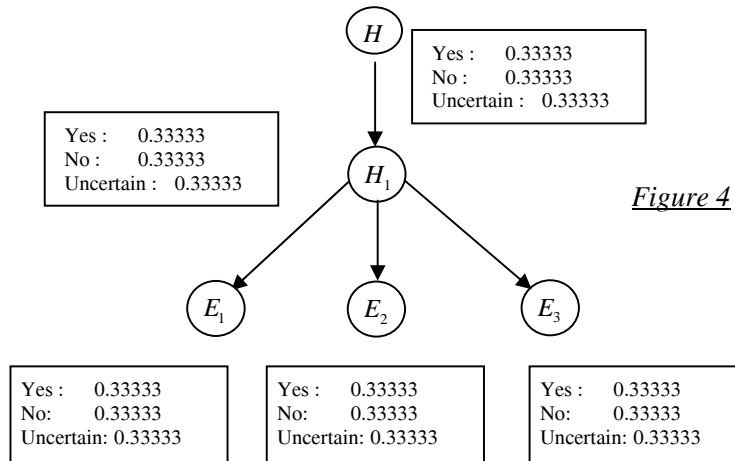 H
Yes : 0.33333
No : 0.33333
Uncertain : 0.33333
Yes : 0.33333
No : 0.33333
Uncertain : 0.33333
H₁
Figure 4
E₁
E₂
E₃
Yes : 0.33333
No: 0.33333
Uncertain: 0.33333
Yes : 0.33333
No: 0.33333
Uncertain: 0.33333
Yes : 0.33333
No: 0.33333
Uncertain: 0.33333